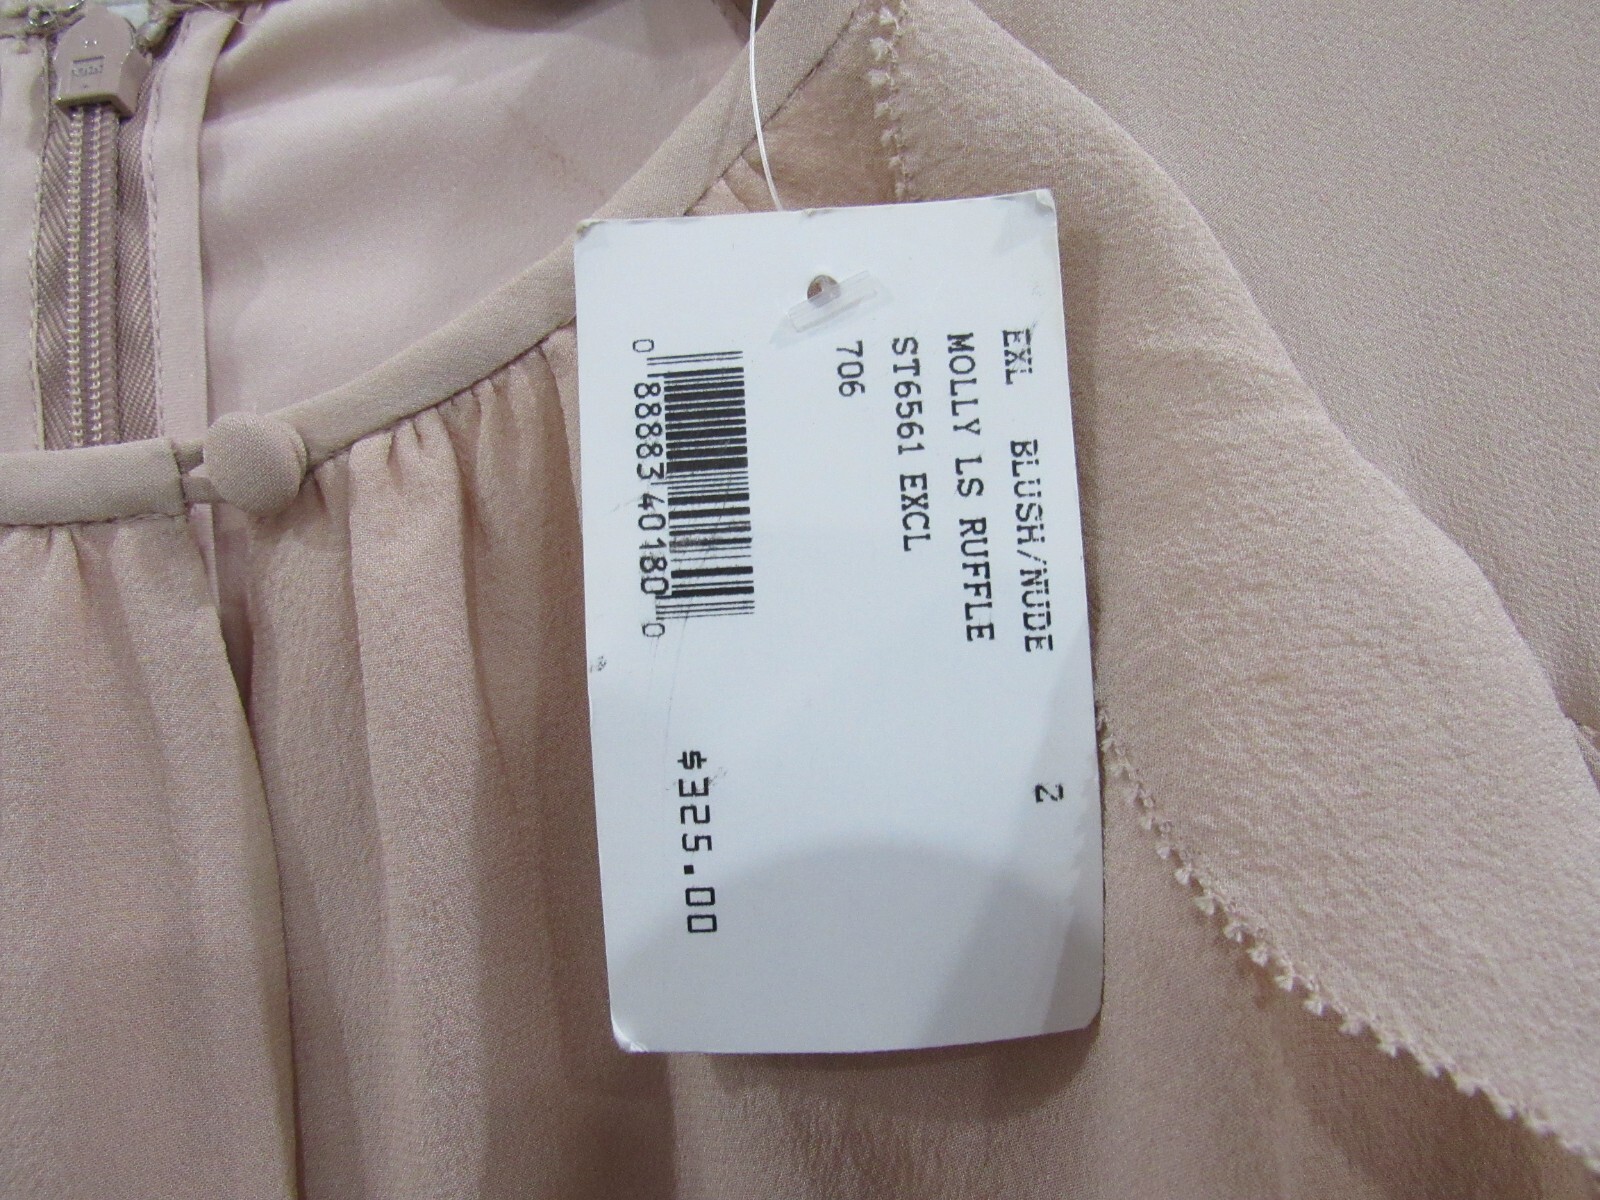 EXL BLUSH/NUDE 2
MOLLY LS RUFFLE
ST6561 EXCL
706
0 88883 40180 0
$325.00